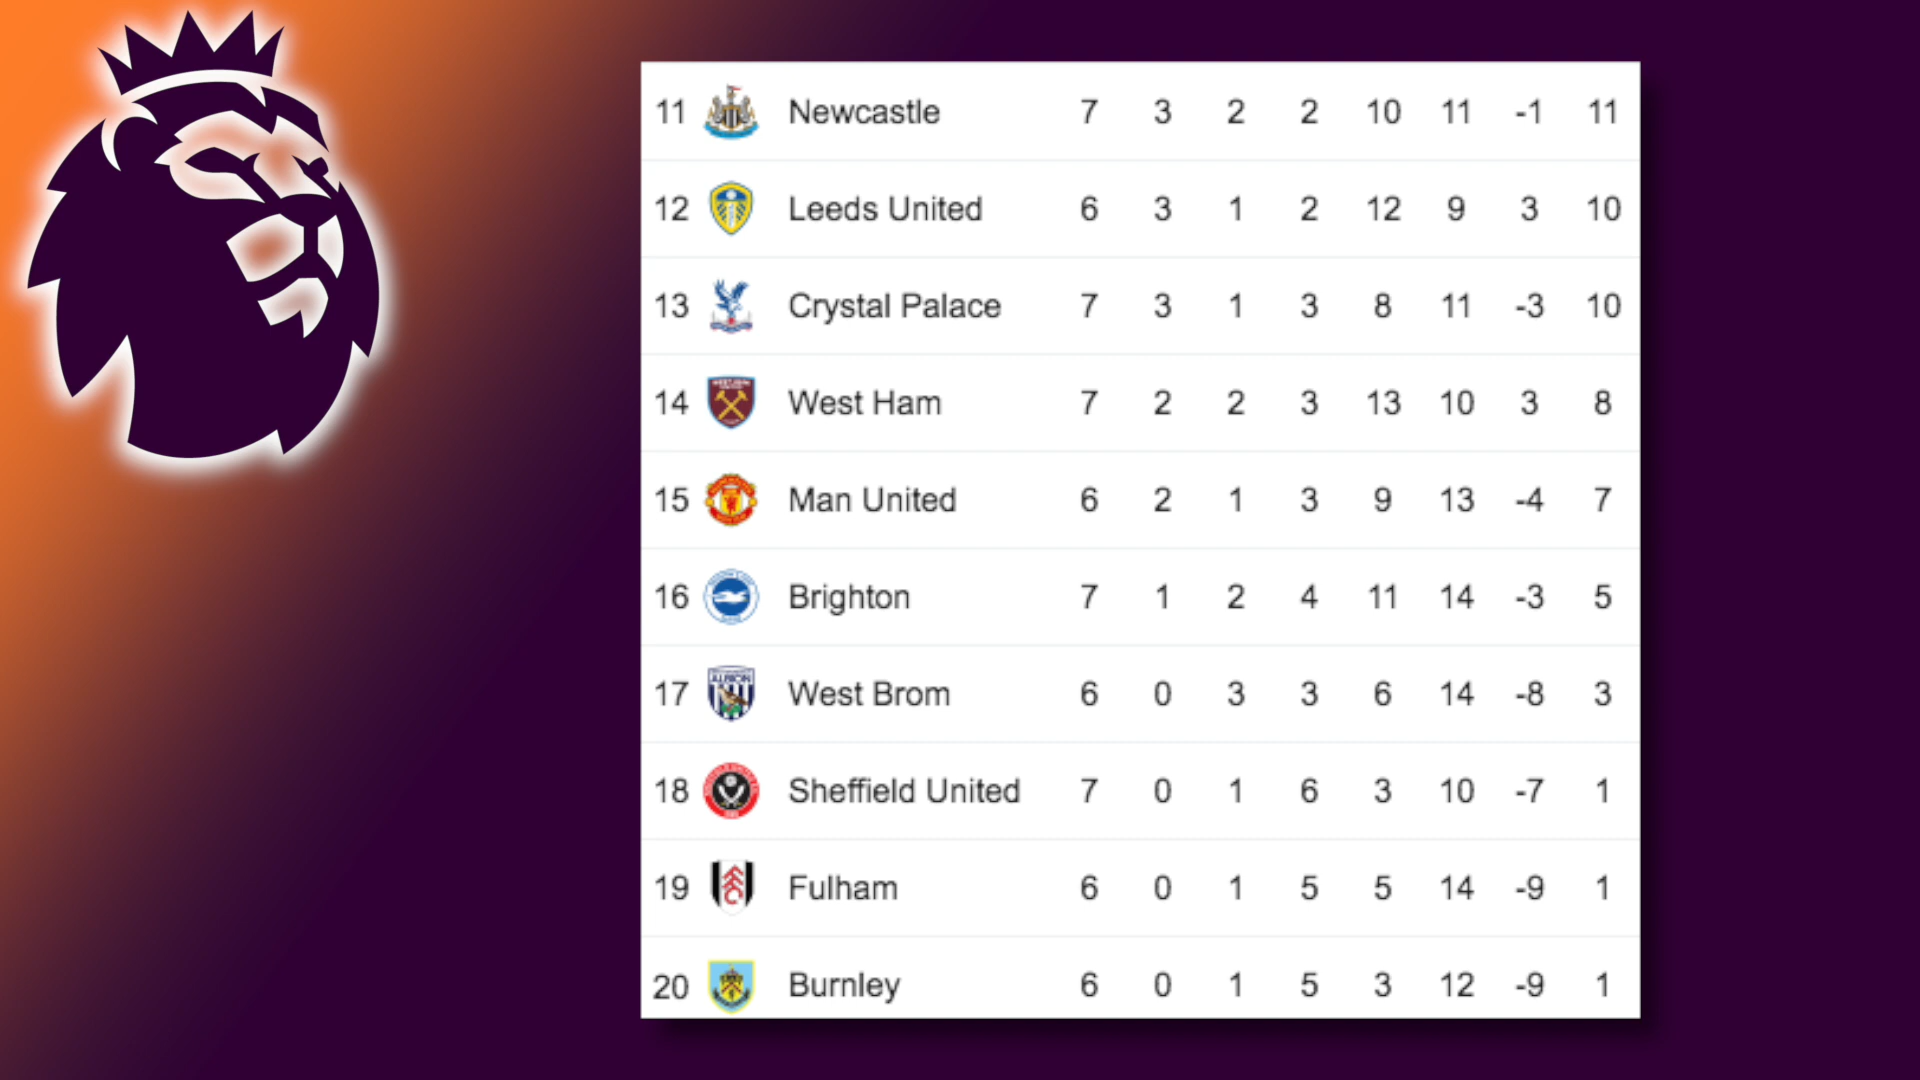 11 Newcastle 7 3 2 2 10 11 -1 11
12 Leeds United 6 3 1 2 12 9 3 10
13 Crystal Palace 7 3 1 3 8 11 -3 10
14 West Ham 7 2 2 3 13 10 3 8
15 Man United 6 2 1 3 9 13 -4 7
16 Brighton 7 1 2 4 11 14 -3 5
17 West Brom 6 0 3 3 6 14 -8 3
18 Sheffield United 7 0 1 6 3 10 -7 1
19 Fulham 6 0 1 5 5 14 -9 1
20 Burnley 6 0 1 5 3 12 -9 1